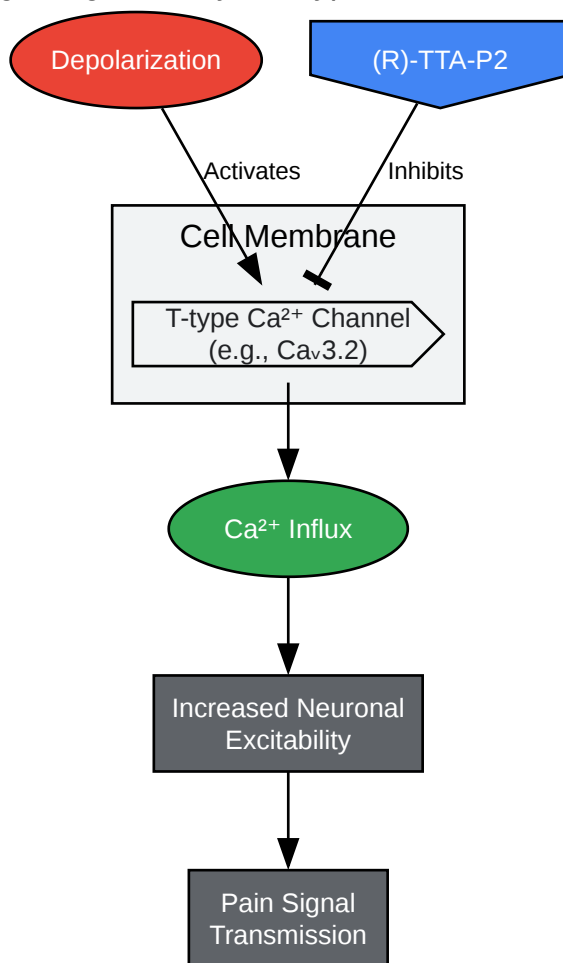 Depolarization
(R)-TTA-P2
Activates
Inhibits
Cell Membrane
T-type Ca²⁺ Channel
(e.g., Caᵥ3.2)
Ca²⁺ Influx
Increased Neuronal
Excitability
Pain Signal
Transmission